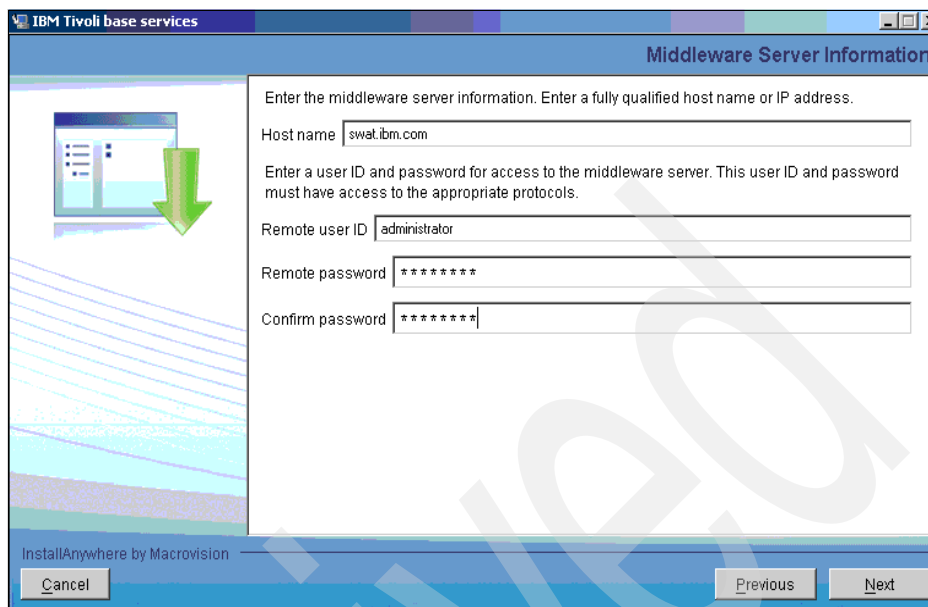 IBM Tivoli base services
Middleware Server Information
Enter the middleware server information. Enter a fully qualified host name or IP address.
Host name swat.ibm.com
Enter a user ID and password for access to the middleware server. This user ID and password
must have access to the appropriate protocols.
Remote user ID administrator
Remote password ********
Confirm password ********
InstallAnywhere by Macrovision
Cancel Previous Next